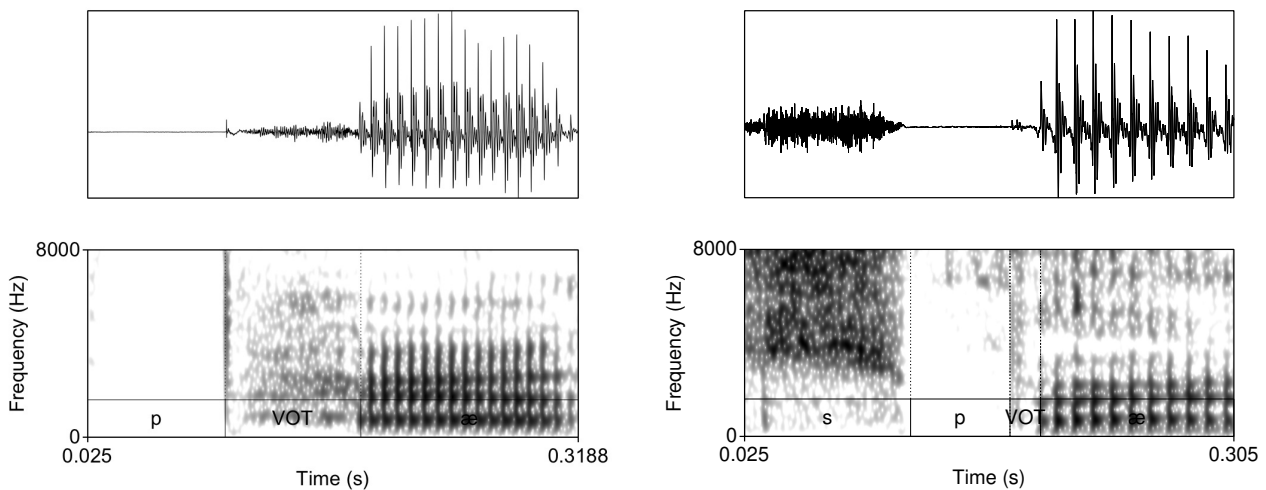 8000
Frequency (Hz)
0
p VOT æ
0.025 0.3188
Time (s)
8000
Frequency (Hz)
0
s p VOT æ
0.025 0.305
Time (s)